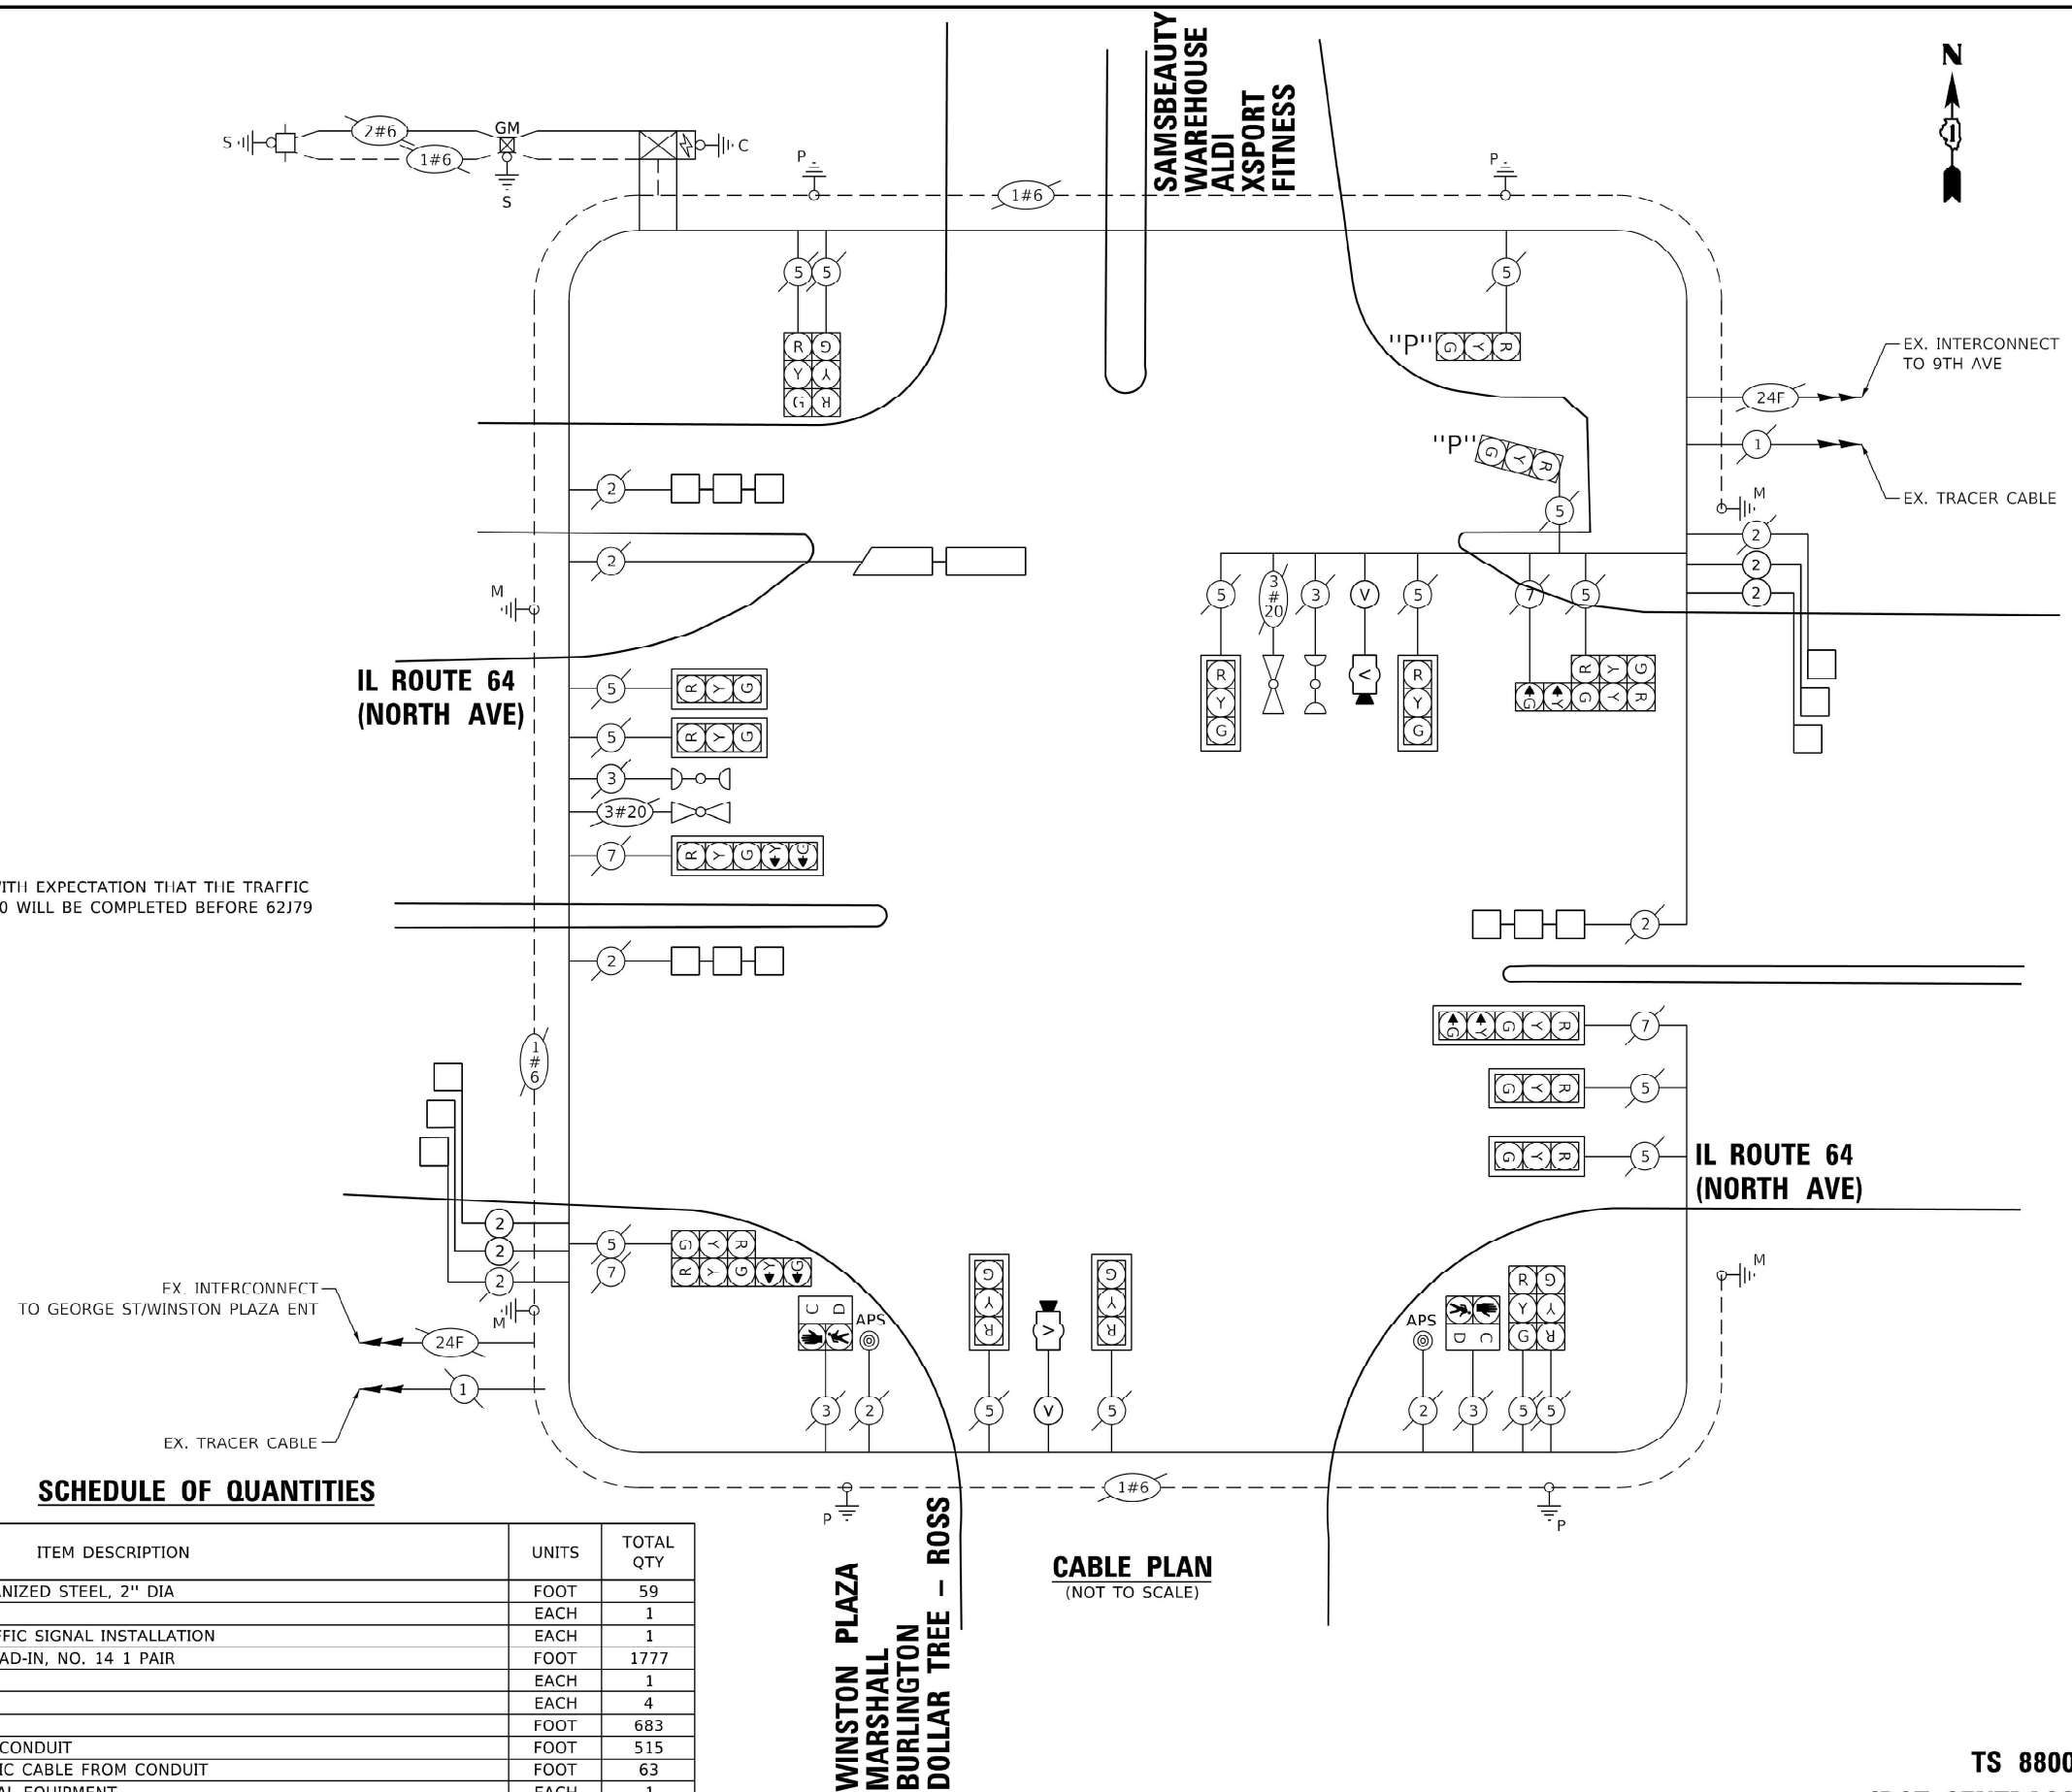 SAMSBEAUTY
WAREHOUSE
ALDI
XSPORT
FITNESS
N
S
2#6
1#6
GM
S
C
P
1#6
P
5
5
5
R G
Y Y
G R
"P" G Y R
EX. INTERCONNECT
TO 9TH AVE
24F
1
EX. TRACER CABLE
"P" G Y R
5
M
2
2
2
2
2
M
5
3
#
20
3
V
5
7
5
R
Y
G
V
R
Y
G
R Y G
G Y G Y R
IL ROUTE 64
(NORTH AVE)
5 R Y G
5 R Y G
3
3#20
7 R Y G Y G
WITH EXPECTATION THAT THE TRAFFIC
0 WILL BE COMPLETED BEFORE 62J79
2
2
1
#
6
G Y G Y R 7
G Y R 5
G Y R 5
IL ROUTE 64
(NORTH AVE)
2
2
2
5
7
G Y R
R Y G Y G
M
EX. INTERCONNECT
TO GEORGE ST/WINSTON PLAZA ENT
24F
1
EX. TRACER CABLE
C D
APS
3
2
G
Y
R
5
V
V
G
Y
R
5
APS
D C
2
3
R G
Y Y
G R
5
5
M
P
1#6
P
WINSTON PLAZA
MARSHALL
BURLINGTON
DOLLAR TREE – ROSS
CABLE PLAN
(NOT TO SCALE)
SCHEDULE OF QUANTITIES
ITEM DESCRIPTION UNITS TOTAL QTY
ANIZED STEEL, 2" DIA FOOT 59
EACH 1
FFIC SIGNAL INSTALLATION EACH 1
AD-IN, NO. 14 1 PAIR FOOT 1777
EACH 1
EACH 4
FOOT 683
CONDUIT FOOT 515
IC CABLE FROM CONDUIT FOOT 63
AL EQUIPMENT EACH 1
TS 8800